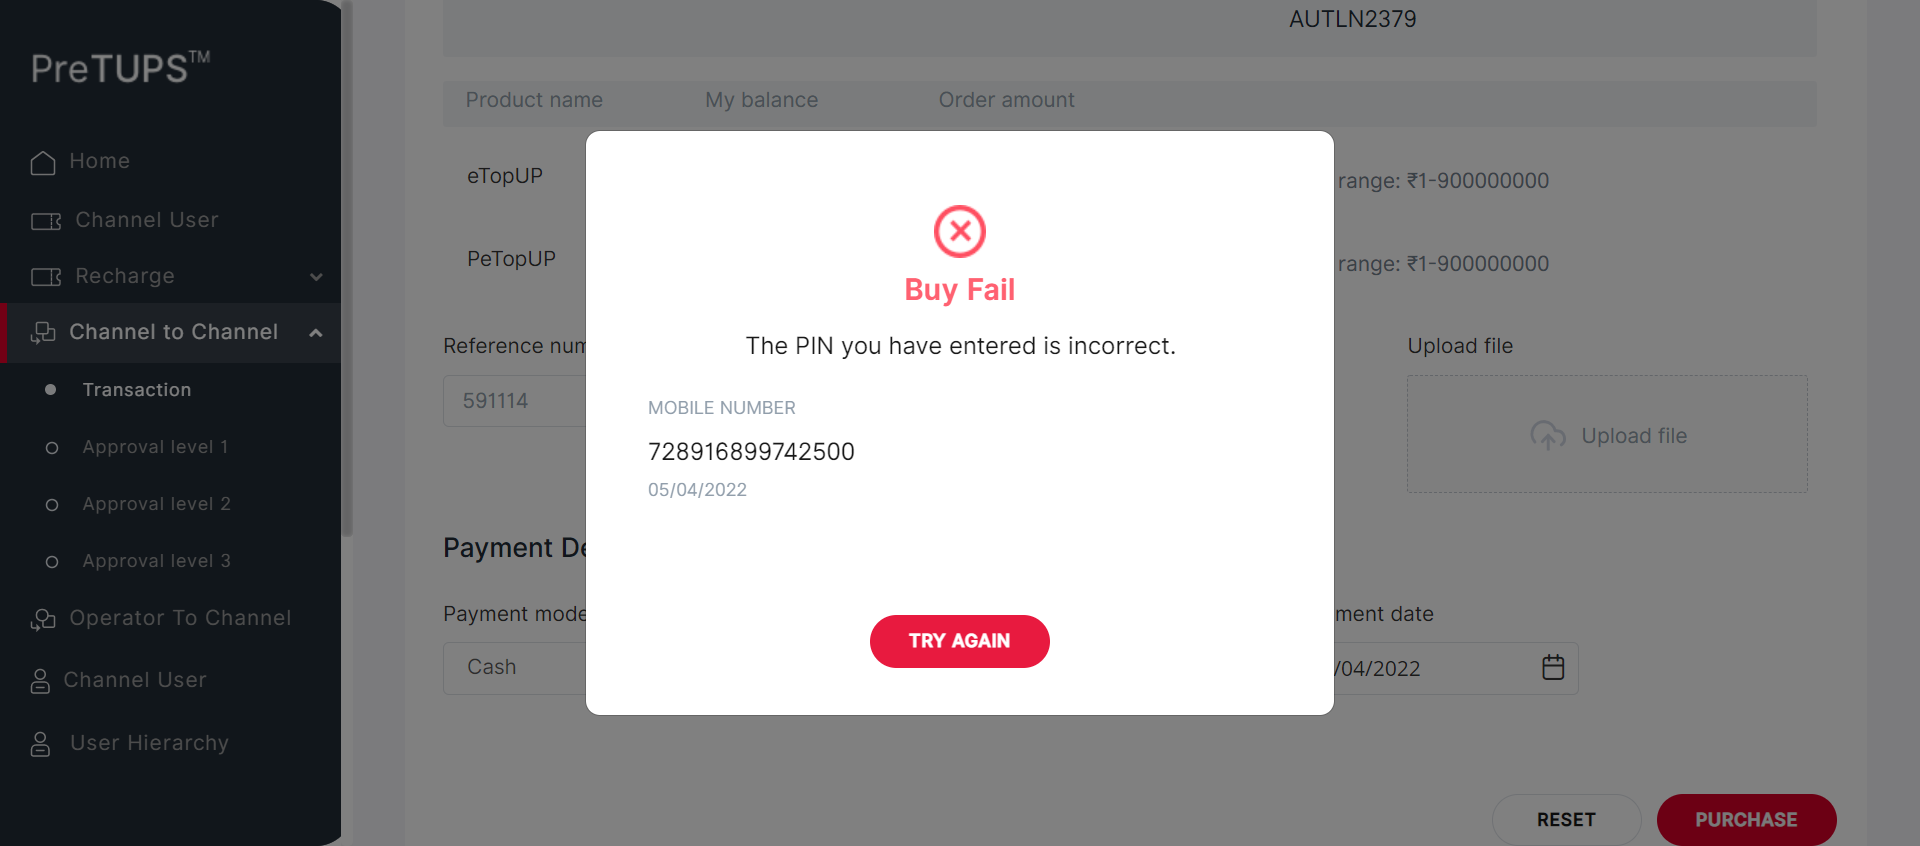 PreTUPS™
Home
Channel User
Recharge
Channel to Channel
Transaction
Approval level 1
Approval level 2
Approval level 3
Operator To Channel
Channel User
User Hierarchy
AUTLN2379
Product name My balance Order amount
eTopUP range: ₹1-900000000
PeTopUP range: ₹1-900000000
Reference num Upload file
591114 Upload file
Payment De
Payment mode ment date
Cash /04/2022
RESET PURCHASE
Buy Fail
The PIN you have entered is incorrect.
MOBILE NUMBER
728916899742500
05/04/2022
TRY AGAIN